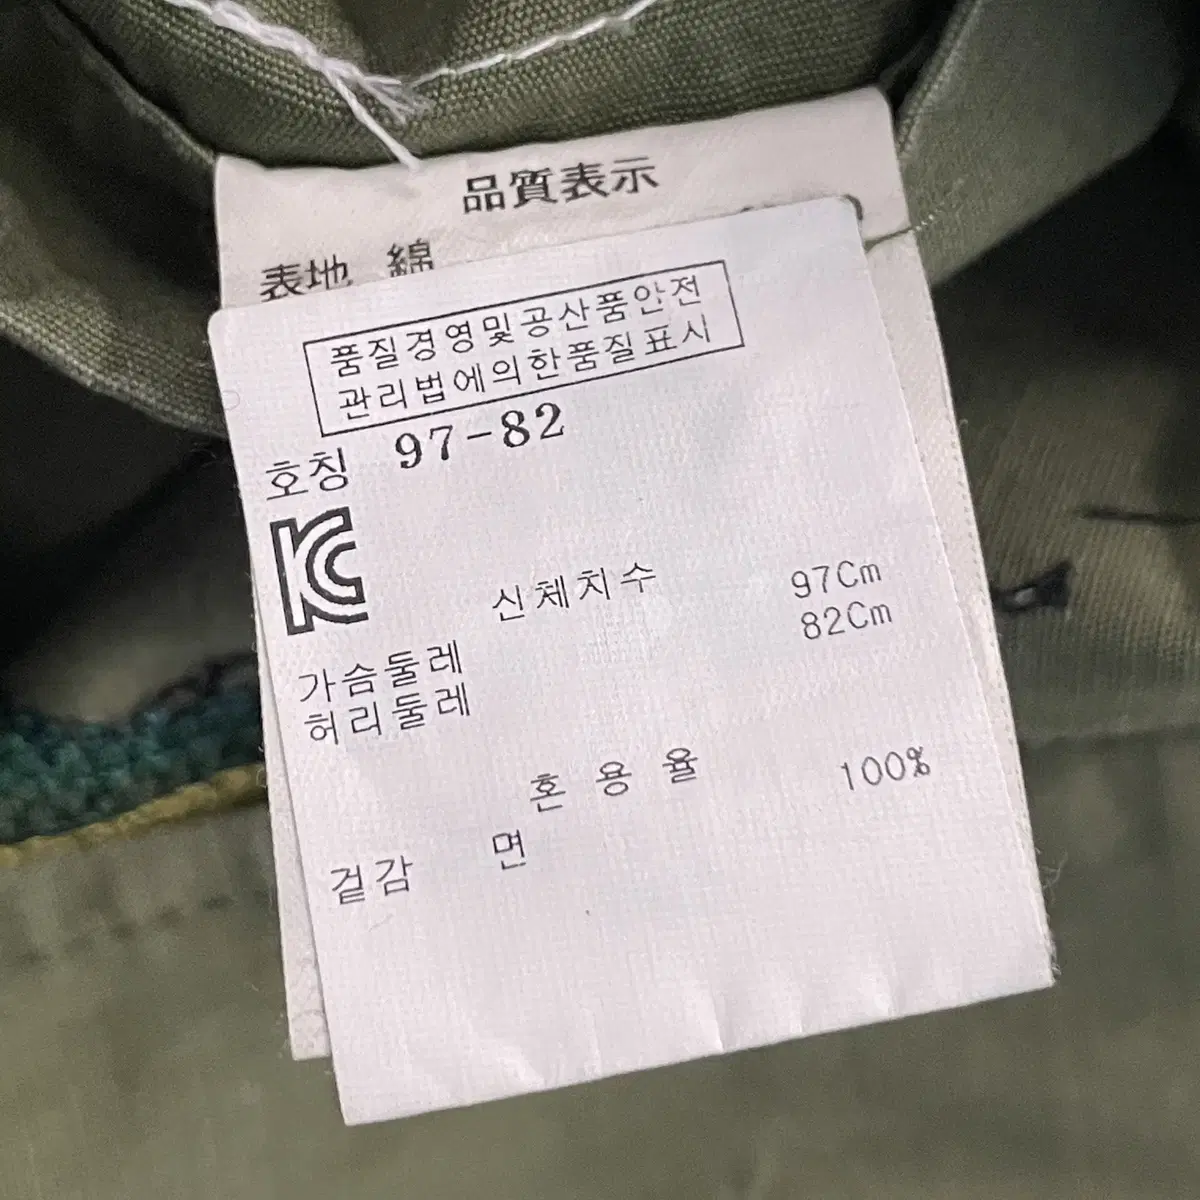 品質表示
表地 綿
품질경영및공산품안전
관리법에의한품질표시
호칭 97-82
KC
신체치수 97Cm
82Cm
가슴둘레
허리둘레
혼용율 100%
겉감 면